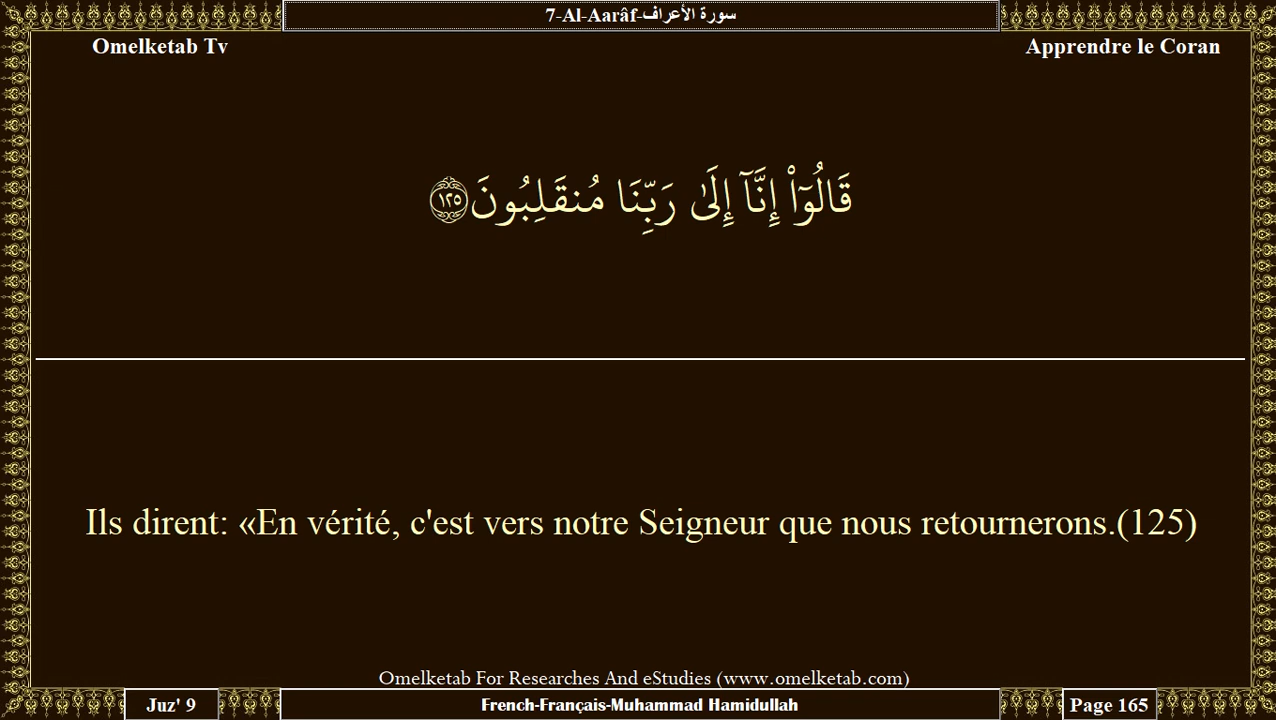 7-Al-Aarâf-سورة الأعراف
Omelketab Tv
Apprendre le Coran
قَالُوٓاْ إِنَّآ إِلَىٰ رَبِّنَا مُنقَلِبُونَ ١٢٥
Ils dirent: «En vérité, c'est vers notre Seigneur que nous retournerons.(125)
Omelketab For Researches And eStudies (www.omelketab.com)
Juz' 9
French-Français-Muhammad Hamidullah
Page 165